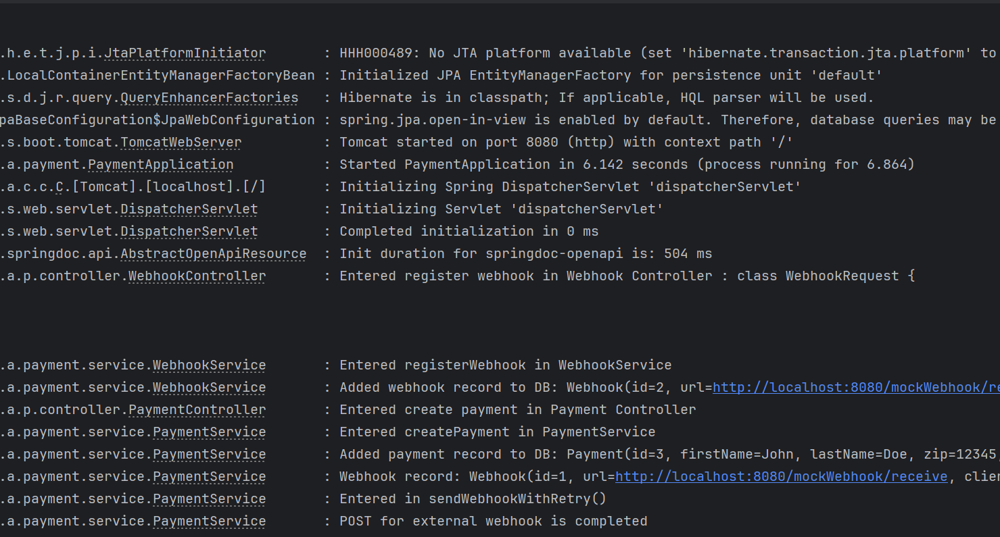 .h.e.t.j.p.i.JtaPlatformInitiator : HHH000489: No JTA platform available (set 'hibernate.transaction.jta.platform' to
.LocalContainerEntityManagerFactoryBean : Initialized JPA EntityManagerFactory for persistence unit 'default'
.s.d.j.r.query.QueryEnhancerFactories : Hibernate is in classpath; If applicable, HQL parser will be used.
paBaseConfiguration$JpaWebConfiguration : spring.jpa.open-in-view is enabled by default. Therefore, database queries may be
.s.boot.tomcat.TomcatWebServer : Tomcat started on port 8080 (http) with context path '/'
.a.payment.PaymentApplication : Started PaymentApplication in 6.142 seconds (process running for 6.864)
.a.c.c.C.[Tomcat].[localhost].[/] : Initializing Spring DispatcherServlet 'dispatcherServlet'
.s.web.servlet.DispatcherServlet : Initializing Servlet 'dispatcherServlet'
.s.web.servlet.DispatcherServlet : Completed initialization in 0 ms
.springdoc.api.AbstractOpenApiResource : Init duration for springdoc-openapi is: 504 ms
.a.p.controller.WebhookController : Entered register webhook in Webhook Controller : class WebhookRequest {
.a.payment.service.WebhookService : Entered registerWebhook in WebhookService
.a.payment.service.WebhookService : Added webhook record to DB: Webhook(id=2, url=http://localhost:8080/mockWebhook/re
.a.p.controller.PaymentController : Entered create payment in Payment Controller
.a.payment.service.PaymentService : Entered createPayment in PaymentService
.a.payment.service.PaymentService : Added payment record to DB: Payment(id=3, firstName=John, lastName=Doe, zip=12345,
.a.payment.service.PaymentService : Webhook record: Webhook(id=1, url=http://localhost:8080/mockWebhook/receive, clien
.a.payment.service.PaymentService : Entered in sendWebhookWithRetry()
.a.payment.service.PaymentService : POST for external webhook is completed